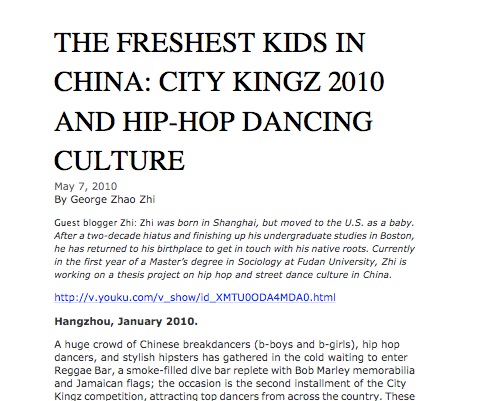 THE FRESHEST KIDS IN
CHINA: CITY KINGZ 2010
AND HIP-HOP DANCING
CULTURE
May 7, 2010
By George Zhao Zhi
Guest blogger Zhi: Zhi was born in Shanghai, but moved to the U.S. as a baby.
After a two-decade hiatus and finishing up his undergraduate studies in Boston,
he has returned to his birthplace to get in touch with his native roots. Currently
in the first year of a Master's degree in Sociology at Fudan University, Zhi is
working on a thesis project on hip hop and street dance culture in China.
http://v.youku.com/v_show/id_XMTU0ODA4MDA0.html
Hangzhou, January 2010.
A huge crowd of Chinese breakdancers (b-boys and b-girls), hip hop
dancers, and stylish hipsters has gathered in the cold waiting to enter
Reggae Bar, a smoke-filled dive bar replete with Bob Marley memorabilia
and Jamaican flags; the occasion is the second installment of the City
Kingz competition, attracting top dancers from across the country. These